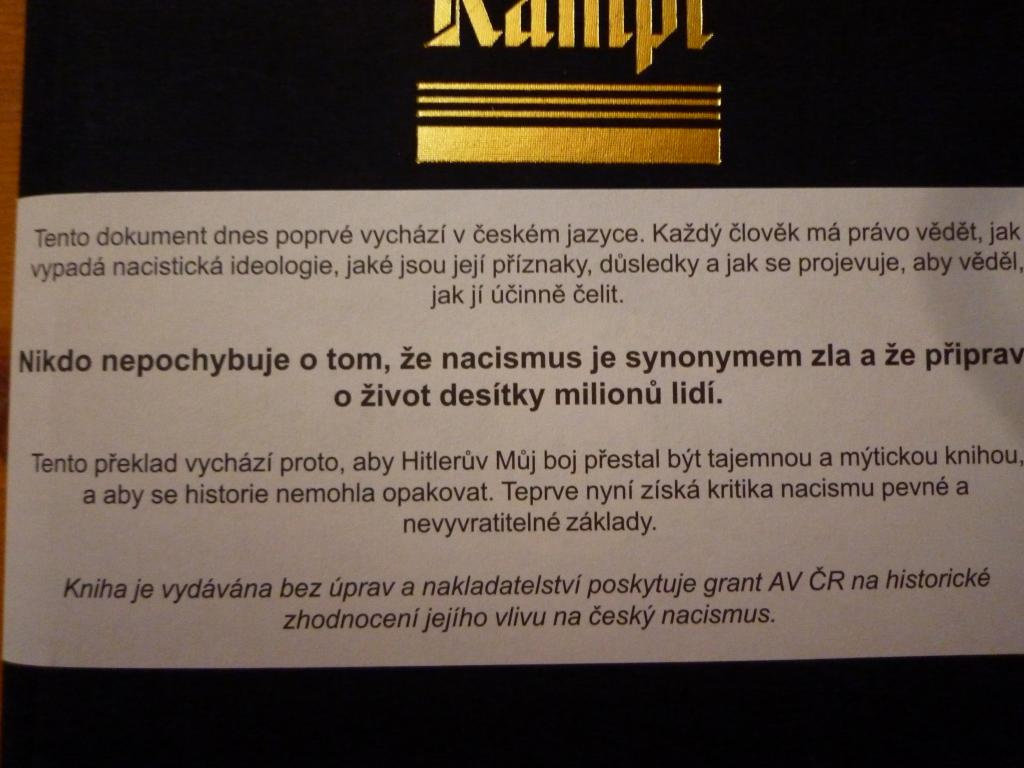 Kampf
Tento dokument dnes poprvé vychází v českém jazyce. Každý člověk má právo vědět, jak
vypadá nacistická ideologie, jaké jsou její příznaky, důsledky a jak se projevuje, aby věděl,
jak jí účinně čelit.
Nikdo nepochybuje o tom, že nacismus je synonymem zla a že připrav
o život desítky milionů lidí.
Tento překlad vychází proto, aby Hitlerův Můj boj přestal být tajemnou a mýtickou knihou,
a aby se historie nemohla opakovat. Teprve nyní získá kritika nacismu pevné a
nevyvratitelné základy.
Kniha je vydávána bez úprav a nakladatelství poskytuje grant AV ČR na historické
zhodnocení jejího vlivu na český nacismus.